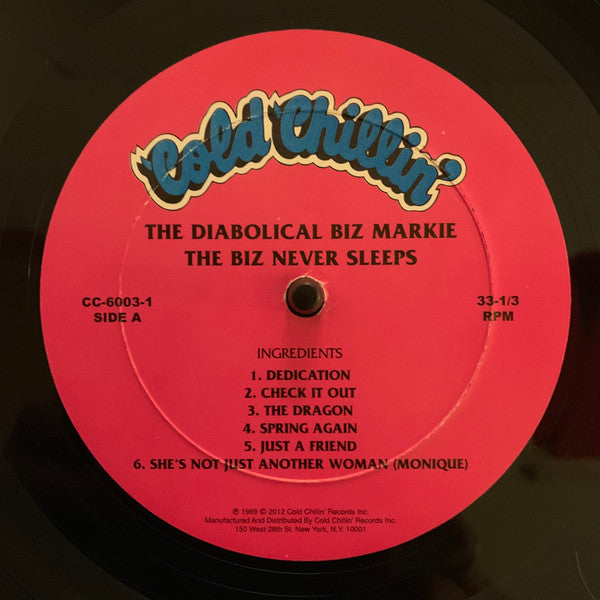 Cold Chillin'
THE DIABOLICAL BIZ MARKIE
THE BIZ NEVER SLEEPS
CC-6003-1
SIDE A
33-1/3
RPM
INGREDIENTS
1. DEDICATION
2. CHECK IT OUT
3. THE DRAGON
4. SPRING AGAIN
5. JUST A FRIEND
6. SHE'S NOT JUST ANOTHER WOMAN (MONIQUE)
℗ 1989 © 2012 Cold Chillin' Records Inc.
Manufactured And Distributed By Cold Chillin' Records Inc.
150 West 28th St. New York, N.Y. 10001